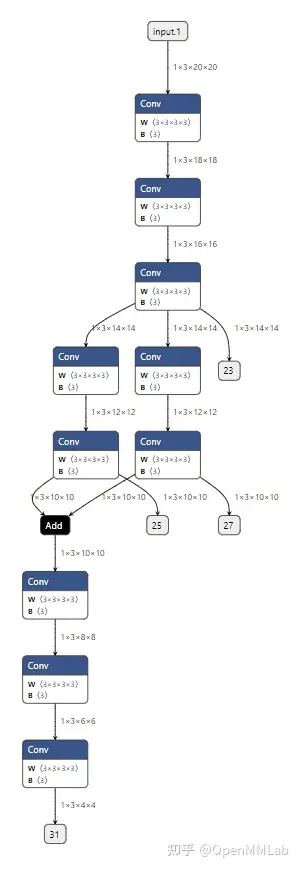 input.1
1×3×20×20
Conv
W ⟨3×3×3×3⟩
B ⟨3⟩
1×3×18×18
Conv
W ⟨3×3×3×3⟩
B ⟨3⟩
1×3×16×16
Conv
W ⟨3×3×3×3⟩
B ⟨3⟩
1×3×14×14 1×3×14×14 1×3×14×14
Conv Conv 23
W ⟨3×3×3×3⟩ W ⟨3×3×3×3⟩
B ⟨3⟩ B ⟨3⟩
1×3×12×12 1×3×12×12
Conv Conv
W ⟨3×3×3×3⟩ W ⟨3×3×3×3⟩
B ⟨3⟩ B ⟨3⟩
1×3×10×10 1×3×10×10 1×3×10×10 1×3×10×10
Add 25 27
1×3×10×10
Conv
W ⟨3×3×3×3⟩
B ⟨3⟩
1×3×8×8
Conv
W ⟨3×3×3×3⟩
B ⟨3⟩
1×3×6×6
Conv
W ⟨3×3×3×3⟩
B ⟨3⟩
1×3×4×4
31
知乎 @OpenMMLab